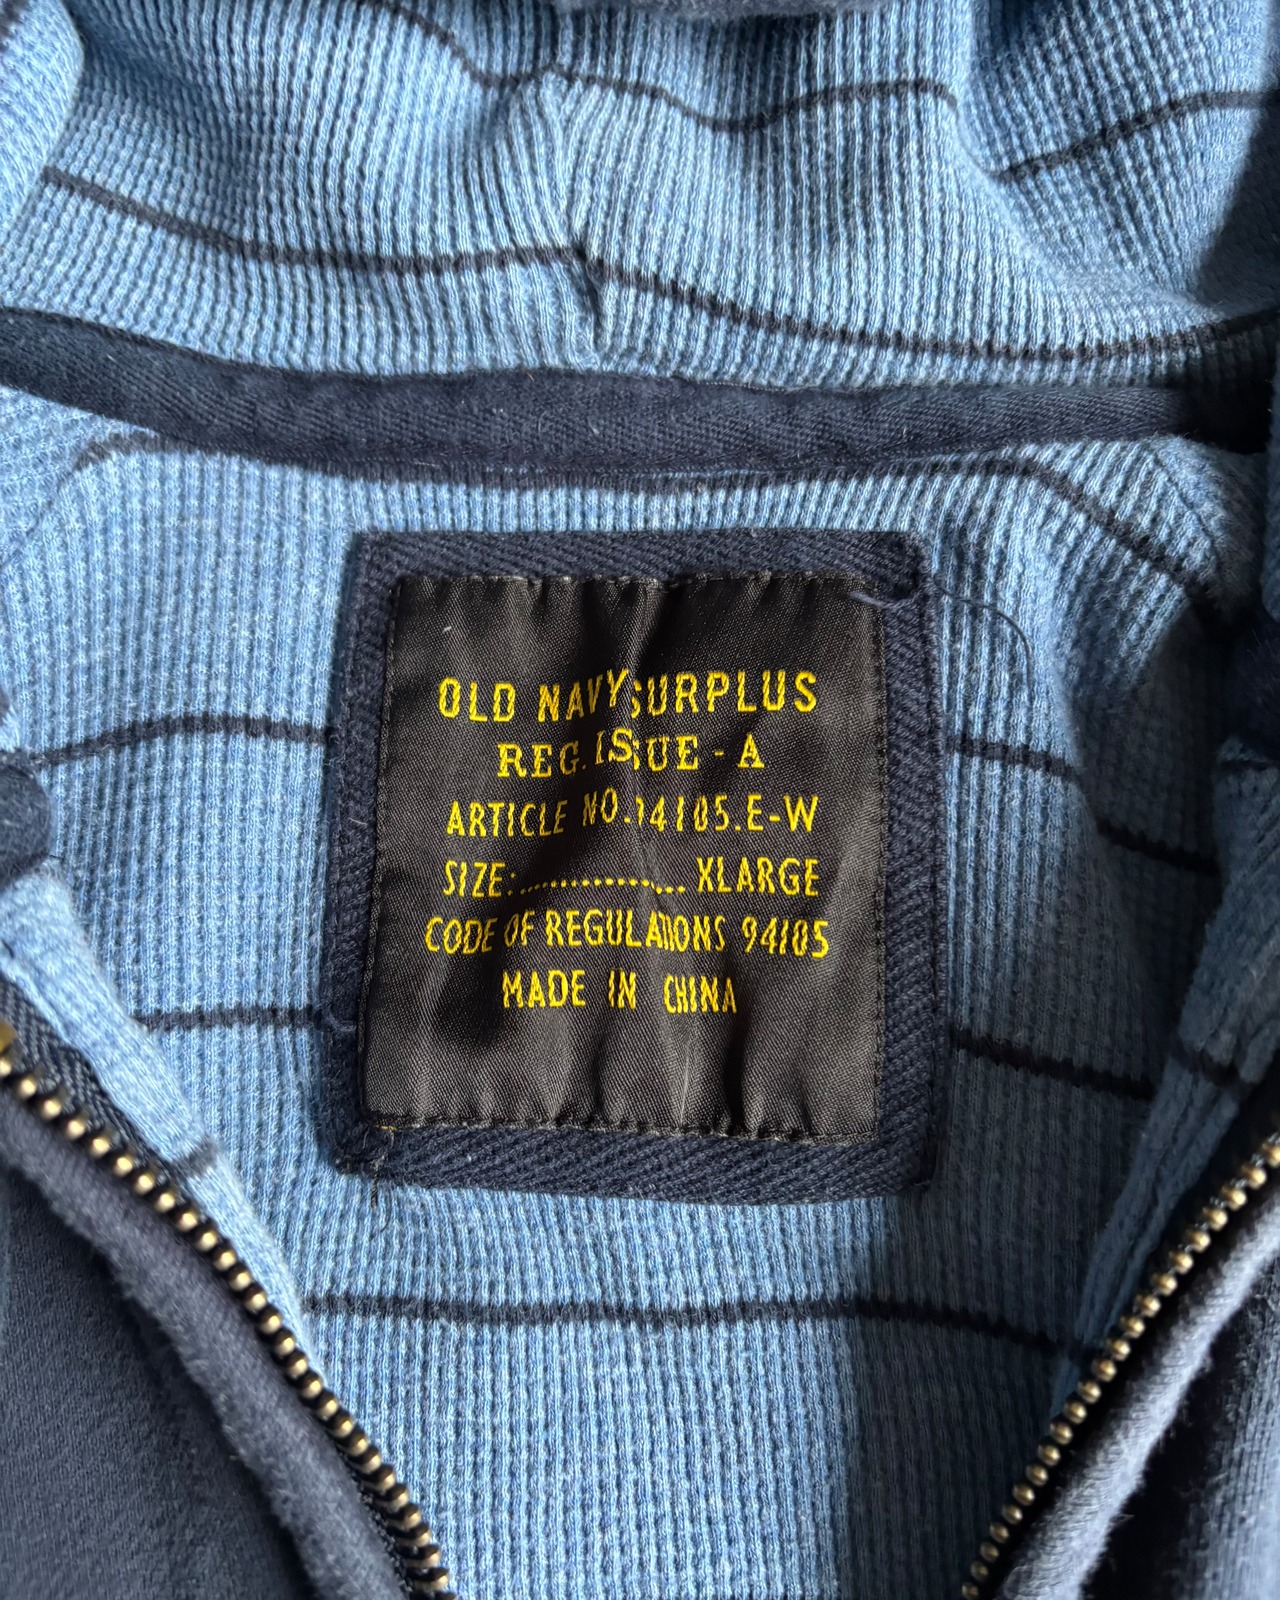 OLD NAVY SURPLUS
REG. ISSUE - A
ARTICLE NO. 94105.E-W
SIZE:................. XLARGE
CODE OF REGULATIONS 94105
MADE IN CHINA